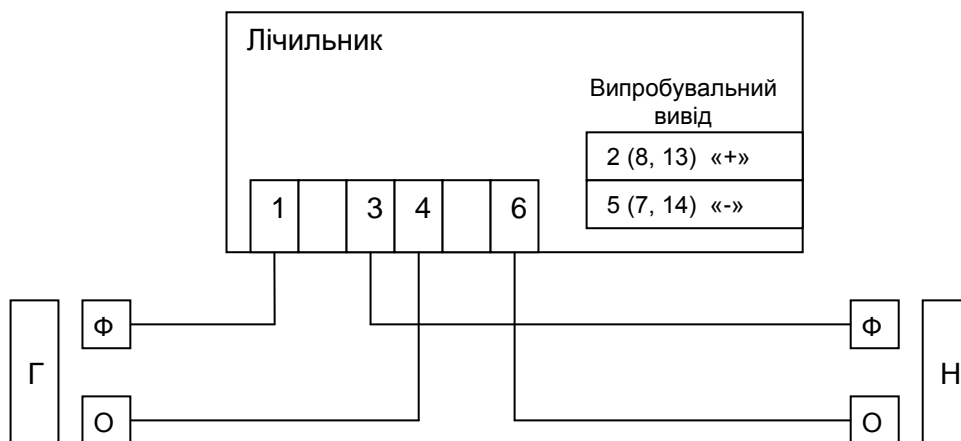 Лічильник
Випробувальний
вивід
2 (8, 13) «+»
5 (7, 14) «-»
1 3 4 6
Ф Ф
Г Н
О О